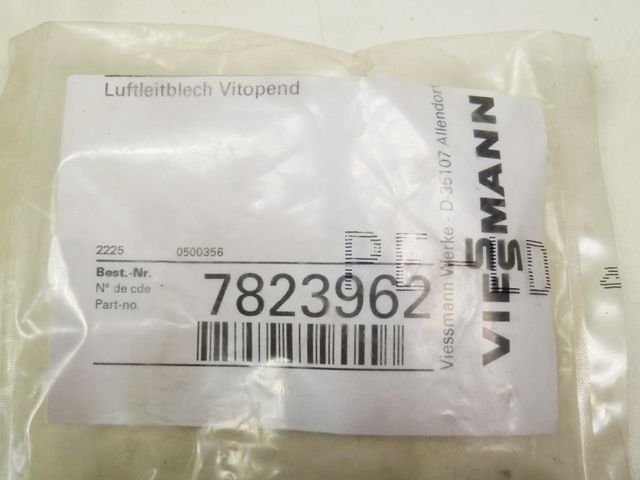 Luftleitblech Vitopend
2225 0500356
Best.-Nr.
N° de cde
Part-no.
7823962
Viessmann Werke - D-35107 Allendorf
VIESSMANN